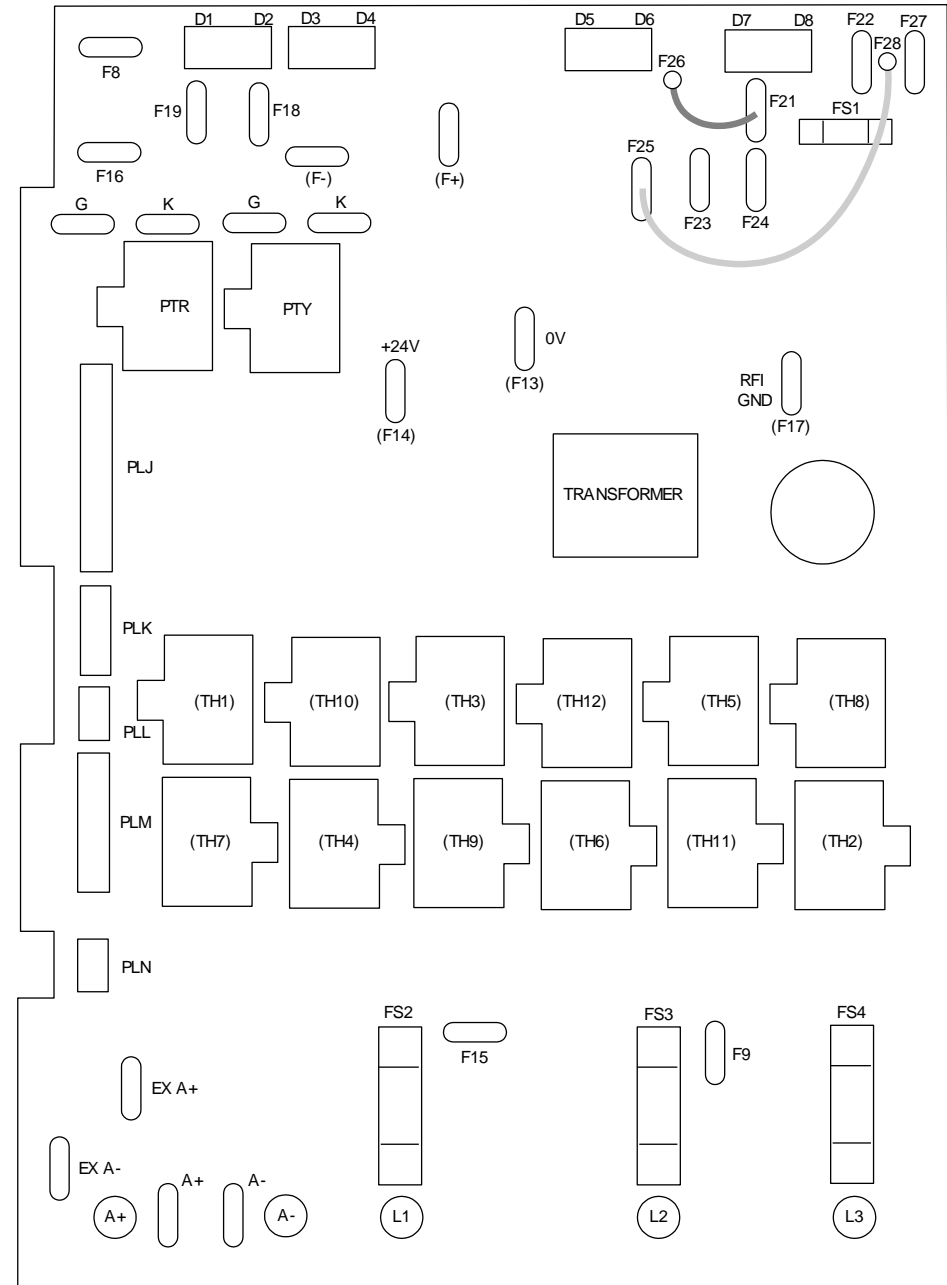 D1 D2 D3 D4 D5 D6 D7 D8 F22 F27
F28
F8
F26
F19 F18
F21
FS1
F16
(F-)
(F+)
F25
F23 F24
G K G K
PTR PTY
+24V
0V
(F13)
(F14)
RFI
GND
(F17)
PLJ
TRANSFORMER
PLK
(TH1) (TH10) (TH3) (TH12) (TH5) (TH8)
PLL
PLM
(TH7) (TH4) (TH9) (TH6) (TH11) (TH2)
PLN
FS2 FS3 FS4
F15 F9
EX A+
EX A-
A+ A-
A+ A- L1 L2 L3